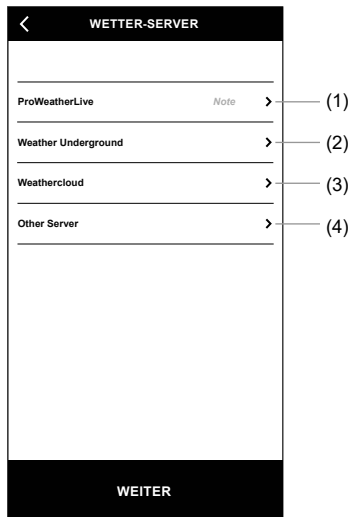 WETTER-SERVER
ProWeatherLive Note (1)
Weather Underground (2)
Weathercloud (3)
Other Server (4)
WEITER